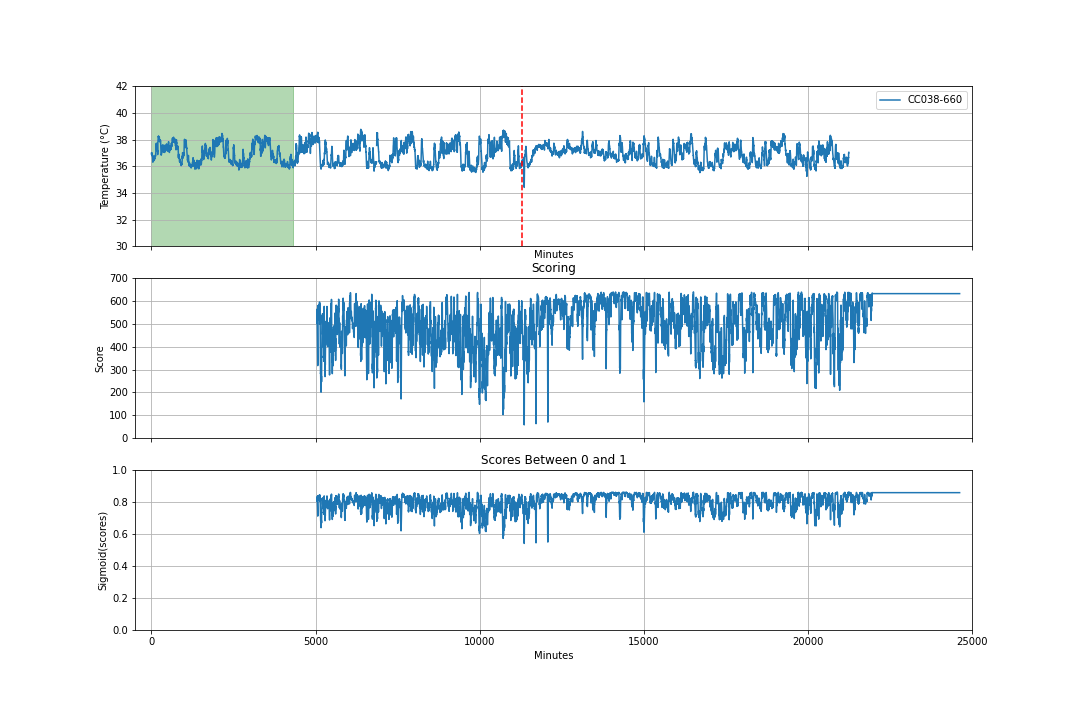 42
40
38
36
34
32
30
Temperature (°C)
CC038-660
Minutes
Scoring
700
600
500
400
300
200
100
0
Score
Scores Between 0 and 1
1.0
0.8
0.6
0.4
0.2
0.0
Sigmoid(scores)
0 5000 10000 15000 20000 25000
Minutes